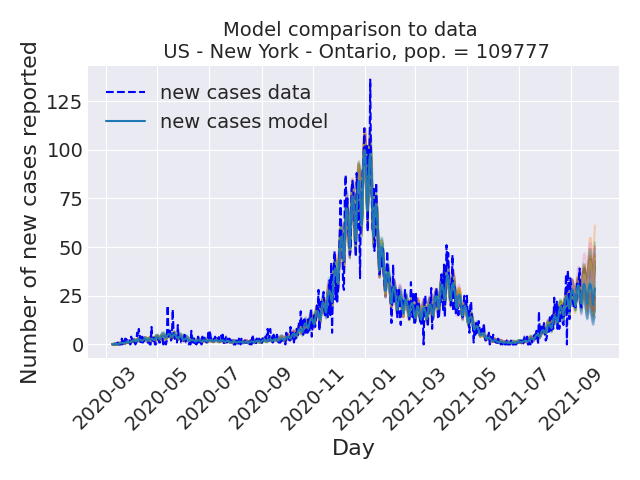 Model comparison to data
US - New York - Ontario, pop. = 109777
Number of new cases reported
125
100
75
50
25
0
new cases data
new cases model
2020-03
2020-05
2020-07
2020-09
2020-11
2021-01
2021-03
2021-05
2021-07
2021-09
Day